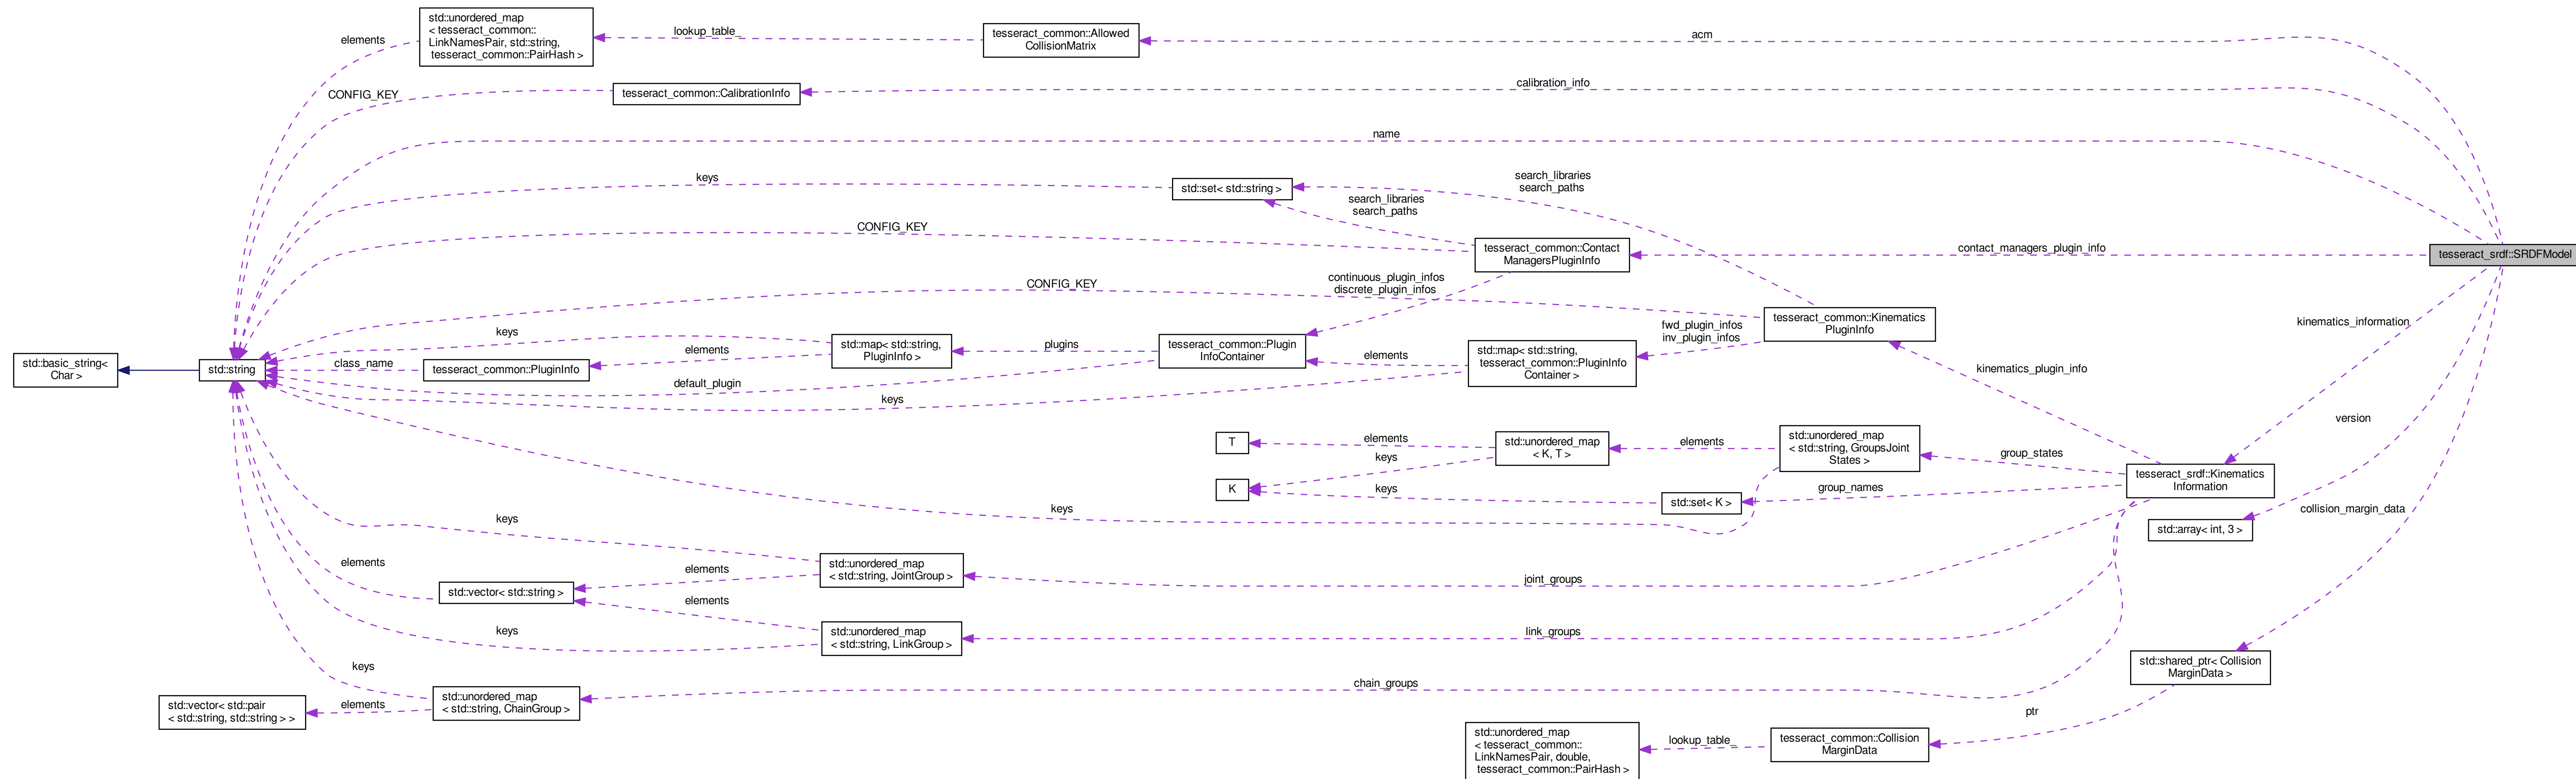 std::unordered_map
< tesseract_common::
LinkNamesPair, std::string,
tesseract_common::PairHash >
elements
lookup_table_
tesseract_common::Allowed
CollisionMatrix
acm
CONFIG_KEY
tesseract_common::CalibrationInfo
calibration_info
name
keys
std::set< std::string >
search_libraries
search_paths
search_libraries
search_paths
CONFIG_KEY
tesseract_common::Contact
ManagersPluginInfo
contact_managers_plugin_info
tesseract_srdf::SRDFModel
CONFIG_KEY
continuous_plugin_infos
discrete_plugin_infos
tesseract_common::Kinematics
PluginInfo
kinematics_information
keys
std::map< std::string,
PluginInfo >
plugins
tesseract_common::Plugin
InfoContainer
elements
std::map< std::string,
tesseract_common::PluginInfo
Container >
fwd_plugin_infos
inv_plugin_infos
std::basic_string<
Char >
std::string
class_name
tesseract_common::PluginInfo
elements
default_plugin
keys
kinematics_plugin_info
version
T
elements
std::unordered_map
< K, T >
elements
std::unordered_map
< std::string, GroupsJoint
States >
group_states
keys
K
keys
std::set< K >
group_names
tesseract_srdf::Kinematics
Information
keys
std::array< int, 3 >
collision_margin_data
keys
std::unordered_map
< std::string, JointGroup >
joint_groups
elements
std::vector< std::string >
elements
elements
keys
std::unordered_map
< std::string, LinkGroup >
link_groups
keys
std::shared_ptr< Collision
MarginData >
std::vector< std::pair
< std::string, std::string > >
elements
std::unordered_map
< std::string, ChainGroup >
chain_groups
ptr
std::unordered_map
< tesseract_common::
LinkNamesPair, double,
tesseract_common::PairHash >
lookup_table_
tesseract_common::Collision
MarginData